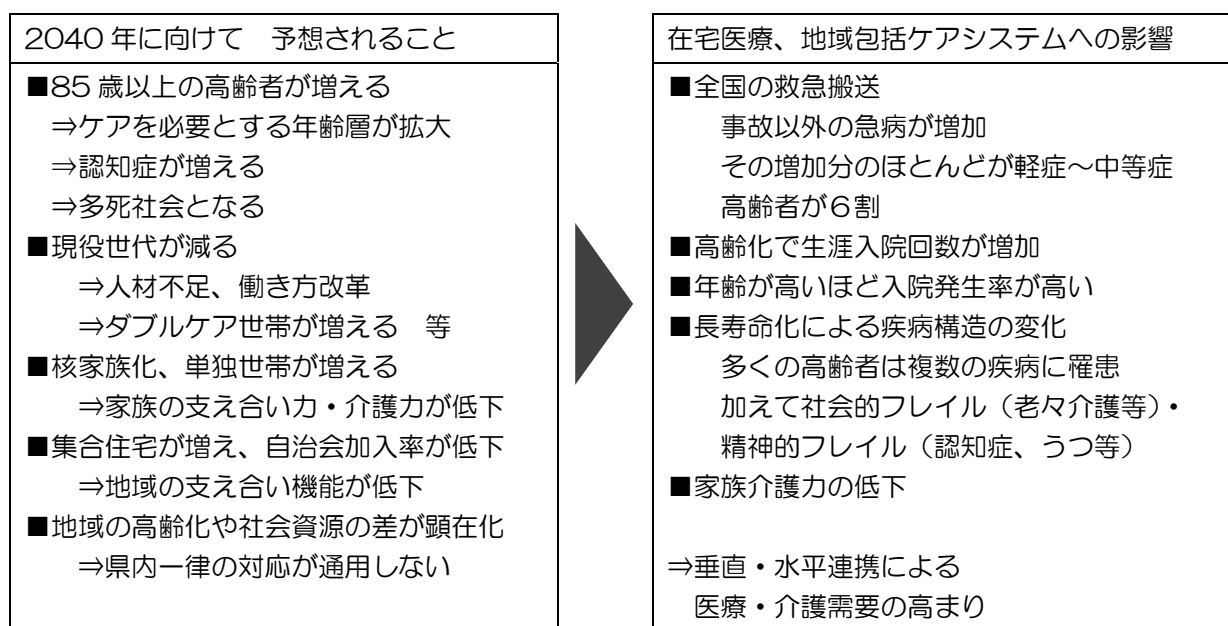 2040年に向けて　予想されること
■85歳以上の高齢者が増える
⇒ケアを必要とする年齢層が拡大
⇒認知症が増える
⇒多死社会となる
■現役世代が減る
⇒人材不足、働き方改革
⇒ダブルケア世帯が増える　等
■核家族化、単独世帯が増える
⇒家族の支え合い力・介護力が低下
■集合住宅が増え、自治会加入率が低下
⇒地域の支え合い機能が低下
■地域の高齢化や社会資源の差が顕在化
⇒県内一律の対応が通用しない
在宅医療、地域包括ケアシステムへの影響
■全国の救急搬送
事故以外の急病が増加
その増加分のほとんどが軽症～中等症
高齢者が６割
■高齢化で生涯入院回数が増加
■年齢が高いほど入院発生率が高い
■長寿命化による疾病構造の変化
多くの高齢者は複数の疾病に罹患
加えて社会的フレイル（老々介護等）・
精神的フレイル（認知症、うつ等）
■家族介護力の低下
⇒垂直・水平連携による
医療・介護需要の高まり